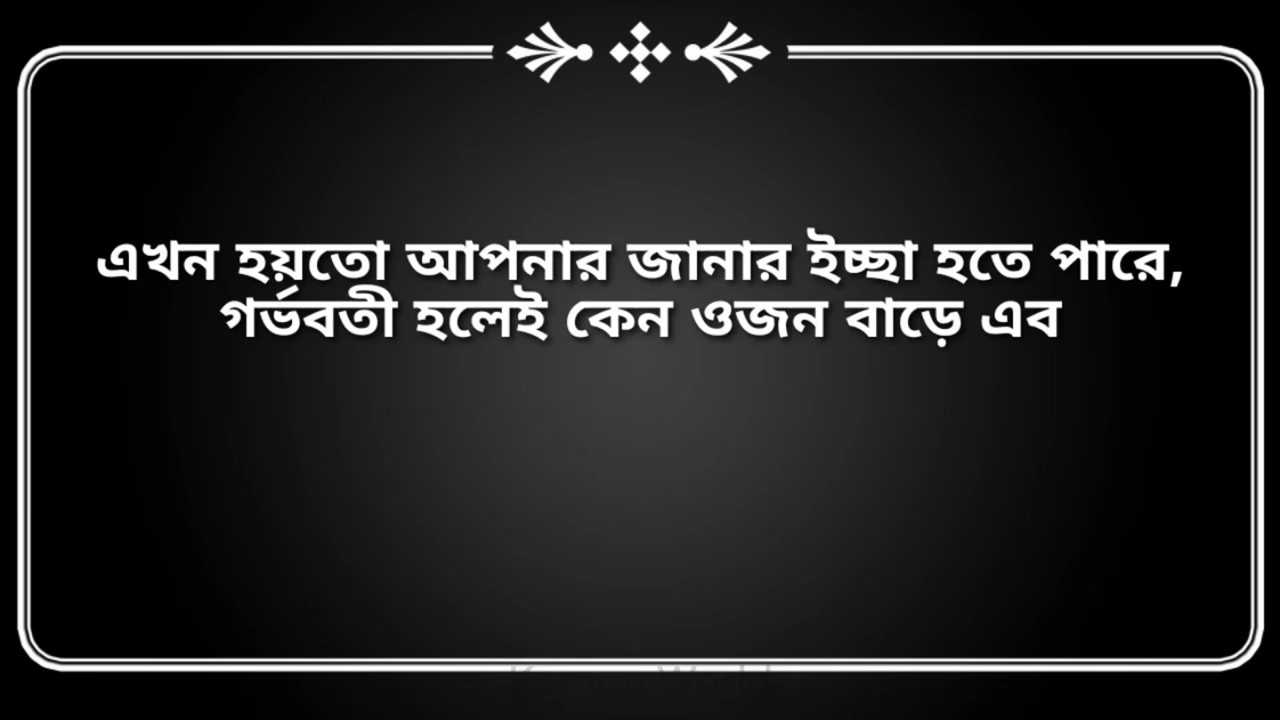 এখন হয়তো আপনার জানার ইচ্ছা হতে পারে,
গর্ভবতী হলেই কেন ওজন বাড়ে এব